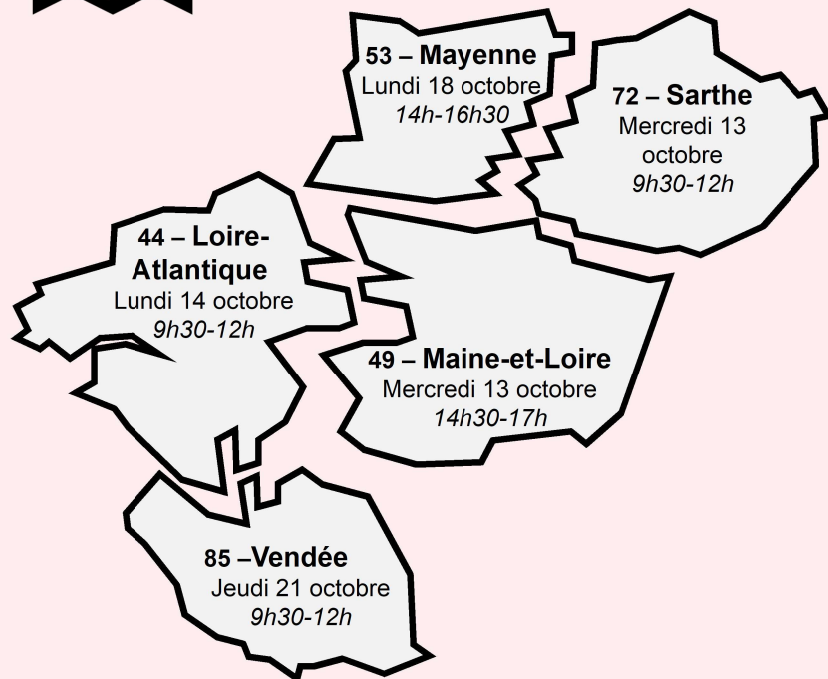 53 – Mayenne
Lundi 18 octobre
14h-16h30
72 – Sarthe
Mercredi 13
octobre
9h30-12h
44 – Loire-
Atlantique
Lundi 14 octobre
9h30-12h
49 – Maine-et-Loire
Mercredi 13 octobre
14h30-17h
85 –Vendée
Jeudi 21 octobre
9h30-12h